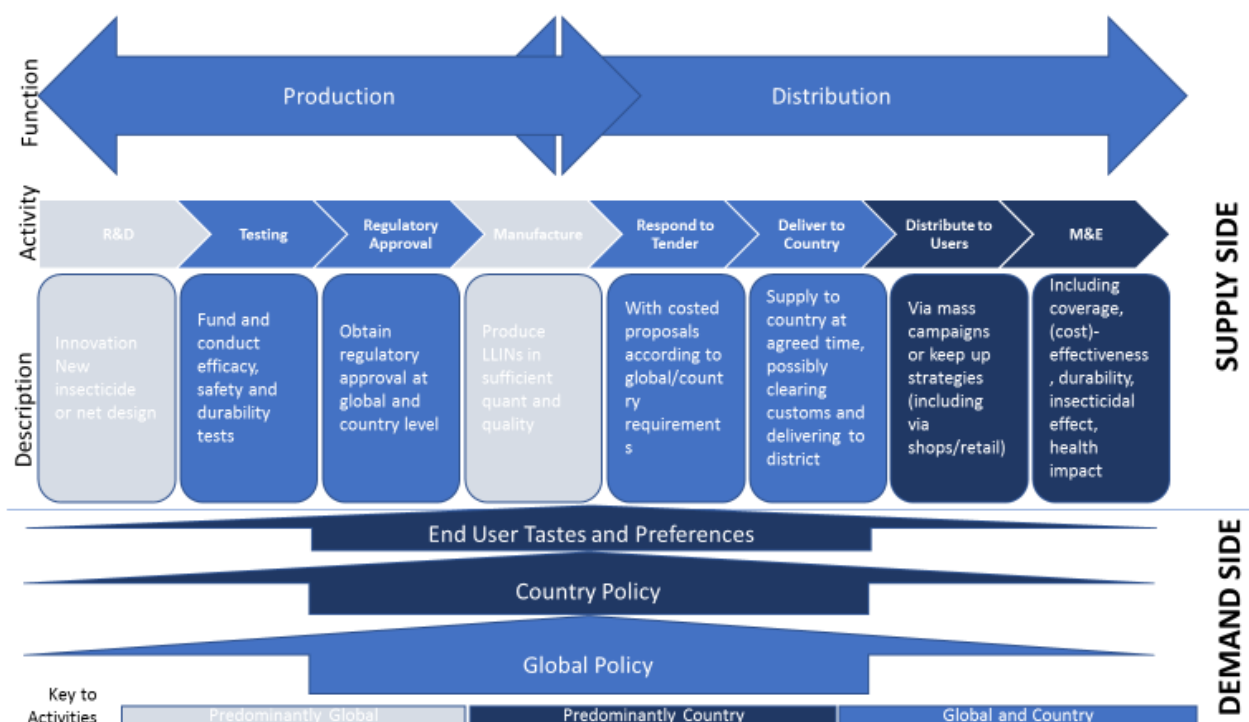 Function
Production
Distribution
Activity
R&D
Testing
Regulatory
Approval
Manufacture
Respond to
Tender
Deliver to
Country
Distribute to
Users
M&E
Description
Innovation
New
insecticide
or net design
Fund and
conduct
efficacy,
safety and
durability
tests
Obtain
regulatory
approval at
global and
country level
Produce
LLINs in
sufficient
quant and
quality
With costed
proposals
according to
global/count
ry
requirement
s
Supply to
country at
agreed time,
possibly
clearing
customs and
delivering to
district
Via mass
campaigns
or keep up
strategies
(including
via
shops/retail)
Including
coverage,
(cost)-
effectiveness
, durability,
insecticidal
effect,
health
impact
SUPPLY SIDE
End User Tastes and Preferences
Country Policy
Global Policy
DEMAND SIDE
Key to
Activities
Predominantly Global
Predominantly Country
Global and Country